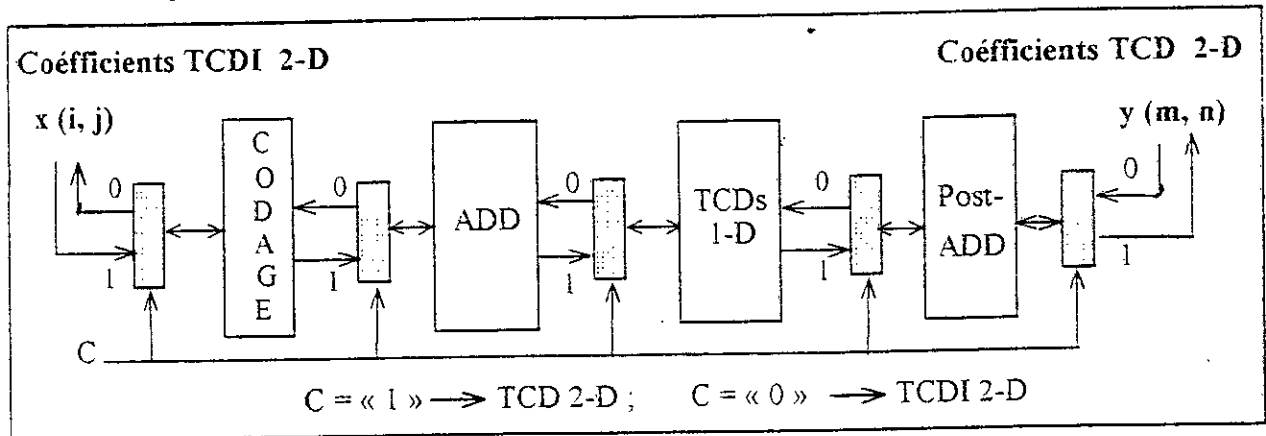 Coéfficients TCDI 2-D
Coéfficients TCD 2-D
x (i, j)
y (m, n)
0
1
CODAGE
0
1
ADD
0
1
TCDs
1-D
0
1
Post-
ADD
0
1
C
C = « 1 » → TCD 2-D ; C = « 0 » → TCDI 2-D